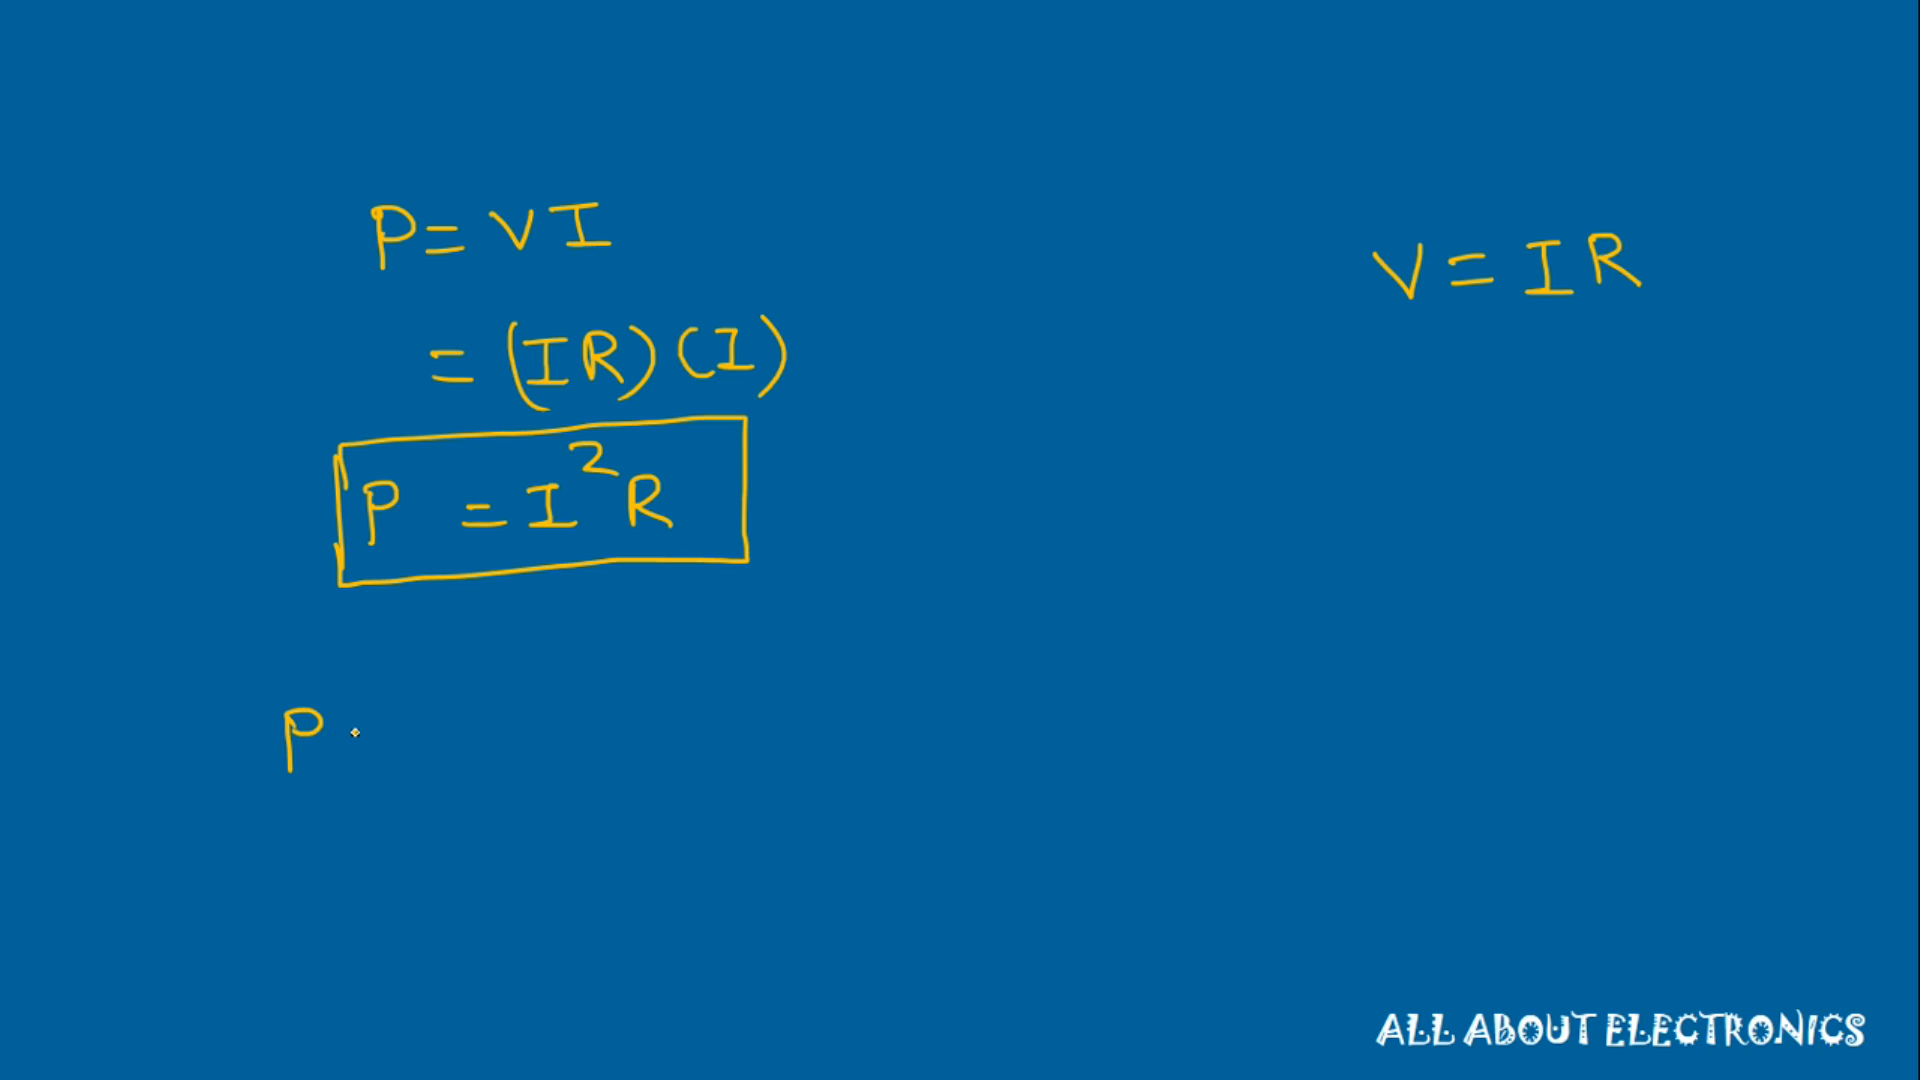 P = VI
V = IR
= (IR)(I)
P = I²R
P
ALL ABOUT ELECTRONICS